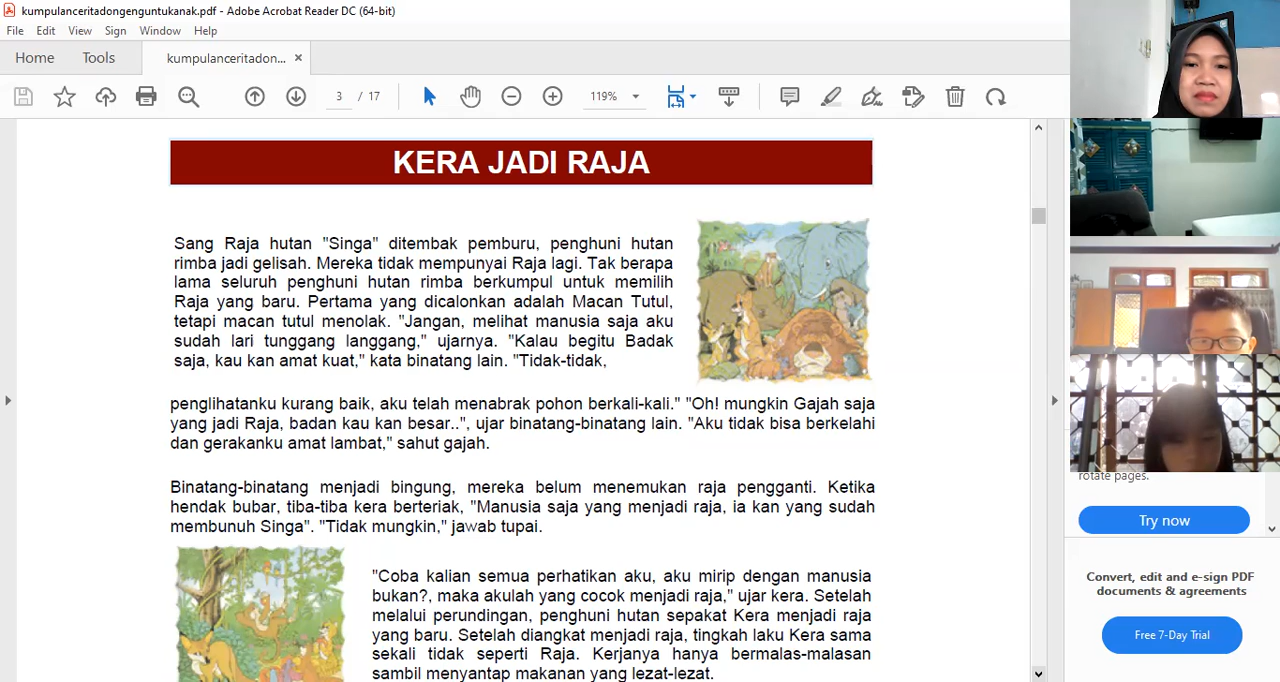 kumpulanceritadongenguntukanak.pdf - Adobe Acrobat Reader DC (64-bit)
File Edit View Sign Window Help
Home Tools kumpulanceritadon... ×
3 / 17 119%
KERA JADI RAJA
Sang Raja hutan "Singa" ditembak pemburu, penghuni hutan
rimba jadi gelisah. Mereka tidak mempunyai Raja lagi. Tak berapa
lama seluruh penghuni hutan rimba berkumpul untuk memilih
Raja yang baru. Pertama yang dicalonkan adalah Macan Tutul,
tetapi macan tutul menolak. "Jangan, melihat manusia saja aku
sudah lari tunggang langgang," ujarnya. "Kalau begitu Badak
saja, kau kan amat kuat," kata binatang lain. "Tidak-tidak,
penglihatanku kurang baik, aku telah menabrak pohon berkali-kali." "Oh! mungkin Gajah saja
yang jadi Raja, badan kau kan besar..", ujar binatang-binatang lain. "Aku tidak bisa berkelahi
dan gerakanku amat lambat," sahut gajah.
Binatang-binatang menjadi bingung, mereka belum menemukan raja pengganti. Ketika
hendak bubar, tiba-tiba kera berteriak, "Manusia saja yang menjadi raja, ia kan yang sudah
membunuh Singa". "Tidak mungkin," jawab tupai.
"Coba kalian semua perhatikan aku, aku mirip dengan manusia
bukan?, maka akulah yang cocok menjadi raja," ujar kera. Setelah
melalui perundingan, penghuni hutan sepakat Kera menjadi raja
yang baru. Setelah diangkat menjadi raja, tingkah laku Kera sama
sekali tidak seperti Raja. Kerjanya hanya bermalas-malasan
sambil menyantap makanan yang lezat-lezat.
rotate pages.
Try now
Convert, edit and e-sign PDF
documents & agreements
Free 7-Day Trial